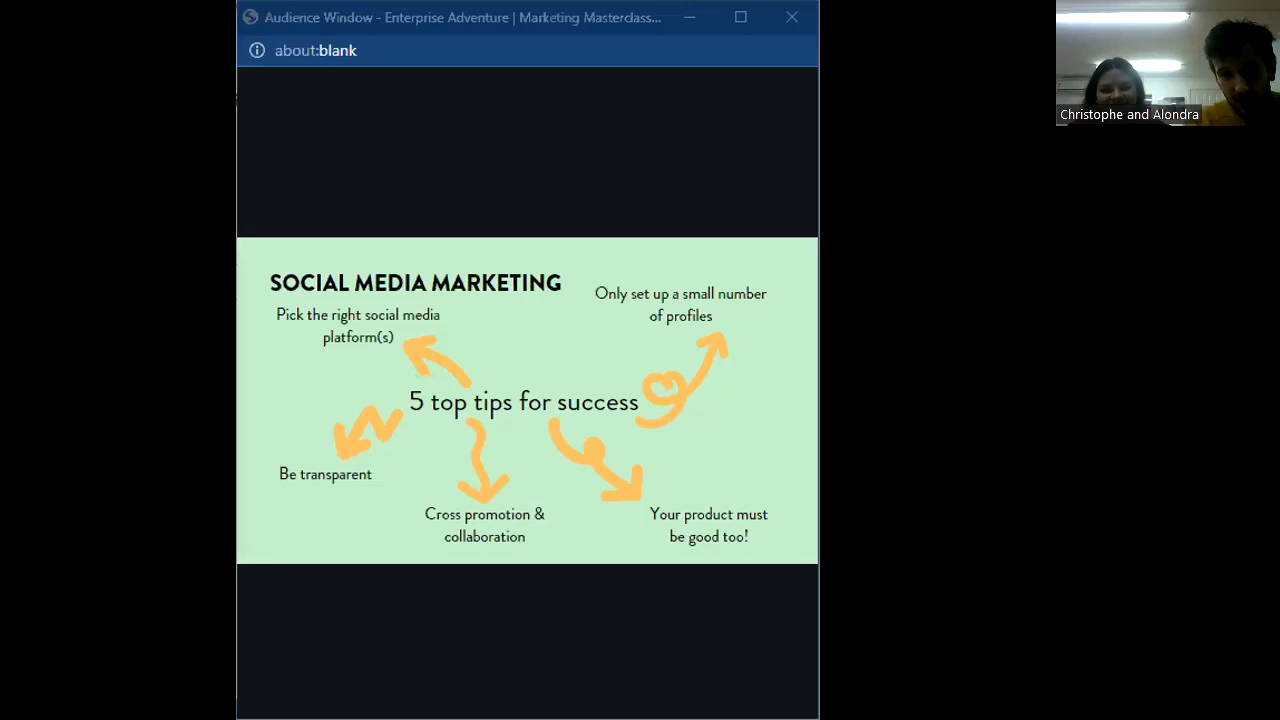 Audience Window - Enterprise Adventure | Marketing Masterclass...
about:blank
Christophe and Alondra
SOCIAL MEDIA MARKETING
Pick the right social media
platform(s)
Only set up a small number
of profiles
5 top tips for success
Be transparent
Cross promotion &
collaboration
Your product must
be good too!